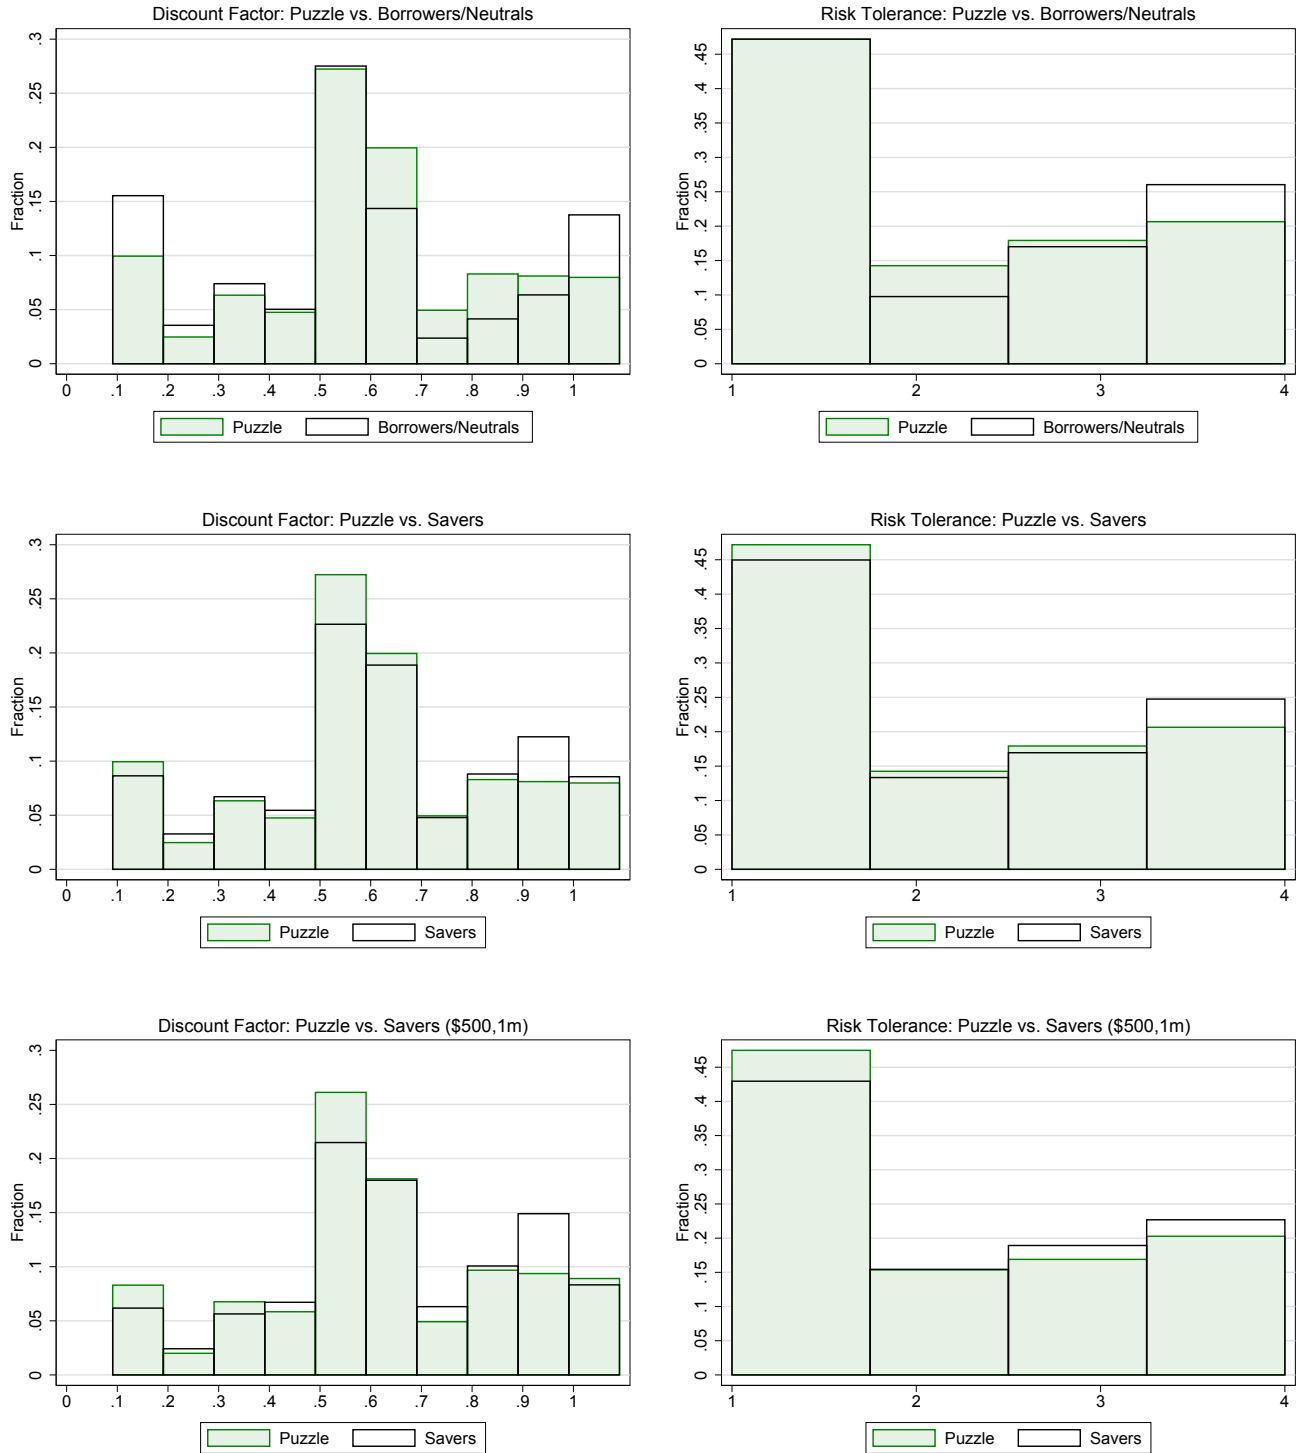 Discount Factor: Puzzle vs. Borrowers/Neutrals
Fraction
.3
.25
.2
.15
.1
.05
0
0 .1 .2 .3 .4 .5 .6 .7 .8 .9 1
Puzzle Borrowers/Neutrals
Risk Tolerance: Puzzle vs. Borrowers/Neutrals
Fraction
.45
.4
.35
.3
.25
.2
.15
.1
.05
0
1 2 3 4
Puzzle Borrowers/Neutrals
Discount Factor: Puzzle vs. Savers
Fraction
.3
.25
.2
.15
.1
.05
0
0 .1 .2 .3 .4 .5 .6 .7 .8 .9 1
Puzzle Savers
Risk Tolerance: Puzzle vs. Savers
Fraction
.45
.4
.35
.3
.25
.2
.15
.1
.05
0
1 2 3 4
Puzzle Savers
Discount Factor: Puzzle vs. Savers ($500,1m)
Fraction
.3
.25
.2
.15
.1
.05
0
0 .1 .2 .3 .4 .5 .6 .7 .8 .9 1
Puzzle Savers
Risk Tolerance: Puzzle vs. Savers ($500,1m)
Fraction
.45
.4
.35
.3
.25
.2
.15
.1
.05
0
1 2 3 4
Puzzle Savers